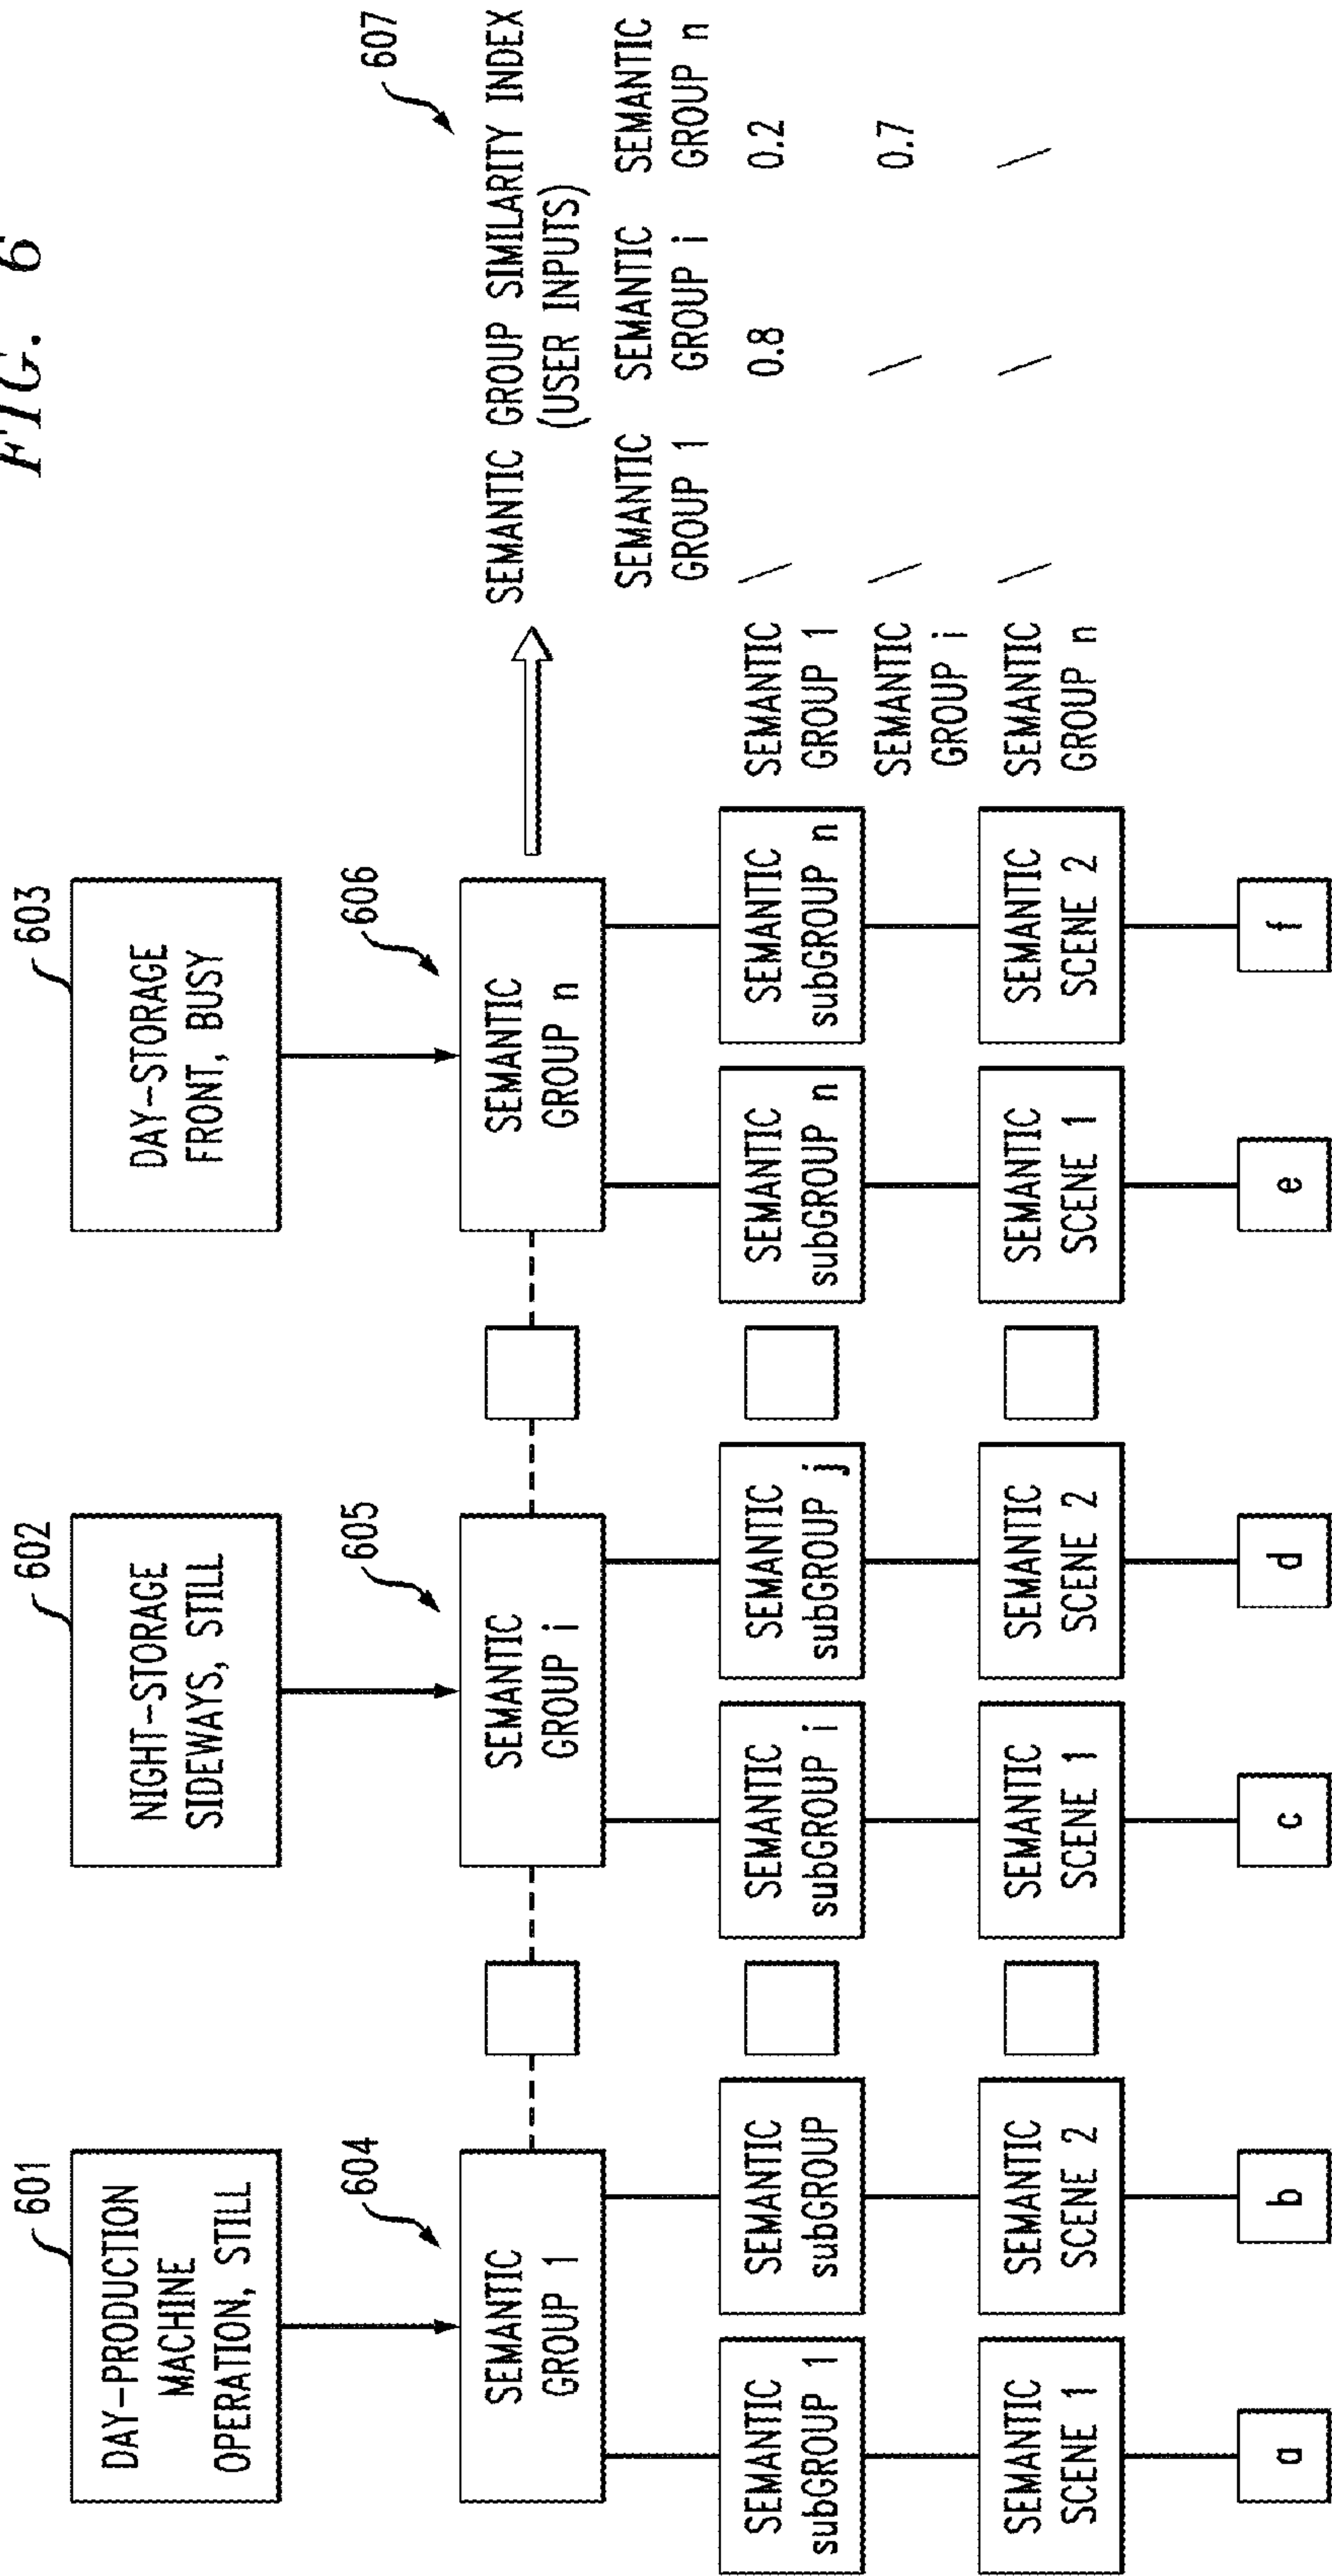 FIG. 6
601
602
603
DAY-PRODUCTION
MACHINE
OPERATION, STILL
NIGHT-STORAGE
SIDEWAYS, STILL
DAY-STORAGE
FRONT, BUSY
604
605
606
607
SEMANTIC
GROUP 1
SEMANTIC
GROUP i
SEMANTIC
GROUP n
SEMANTIC GROUP SIMILARITY INDEX
(USER INPUTS)
SEMANTIC
subGROUP 1
SEMANTIC
subGROUP
SEMANTIC
subGROUP i
SEMANTIC
subGROUP j
SEMANTIC
subGROUP n
SEMANTIC
subGROUP n
SEMANTIC
SCENE 1
SEMANTIC
SCENE 2
SEMANTIC
SCENE 1
SEMANTIC
SCENE 2
SEMANTIC
SCENE 1
SEMANTIC
SCENE 2
a
b
c
d
e
f
SEMANTIC SEMANTIC SEMANTIC
GROUP 1 GROUP i GROUP n
SEMANTIC / 0.8 0.2
GROUP 1
SEMANTIC / / 0.7
GROUP i
SEMANTIC / / /
GROUP n